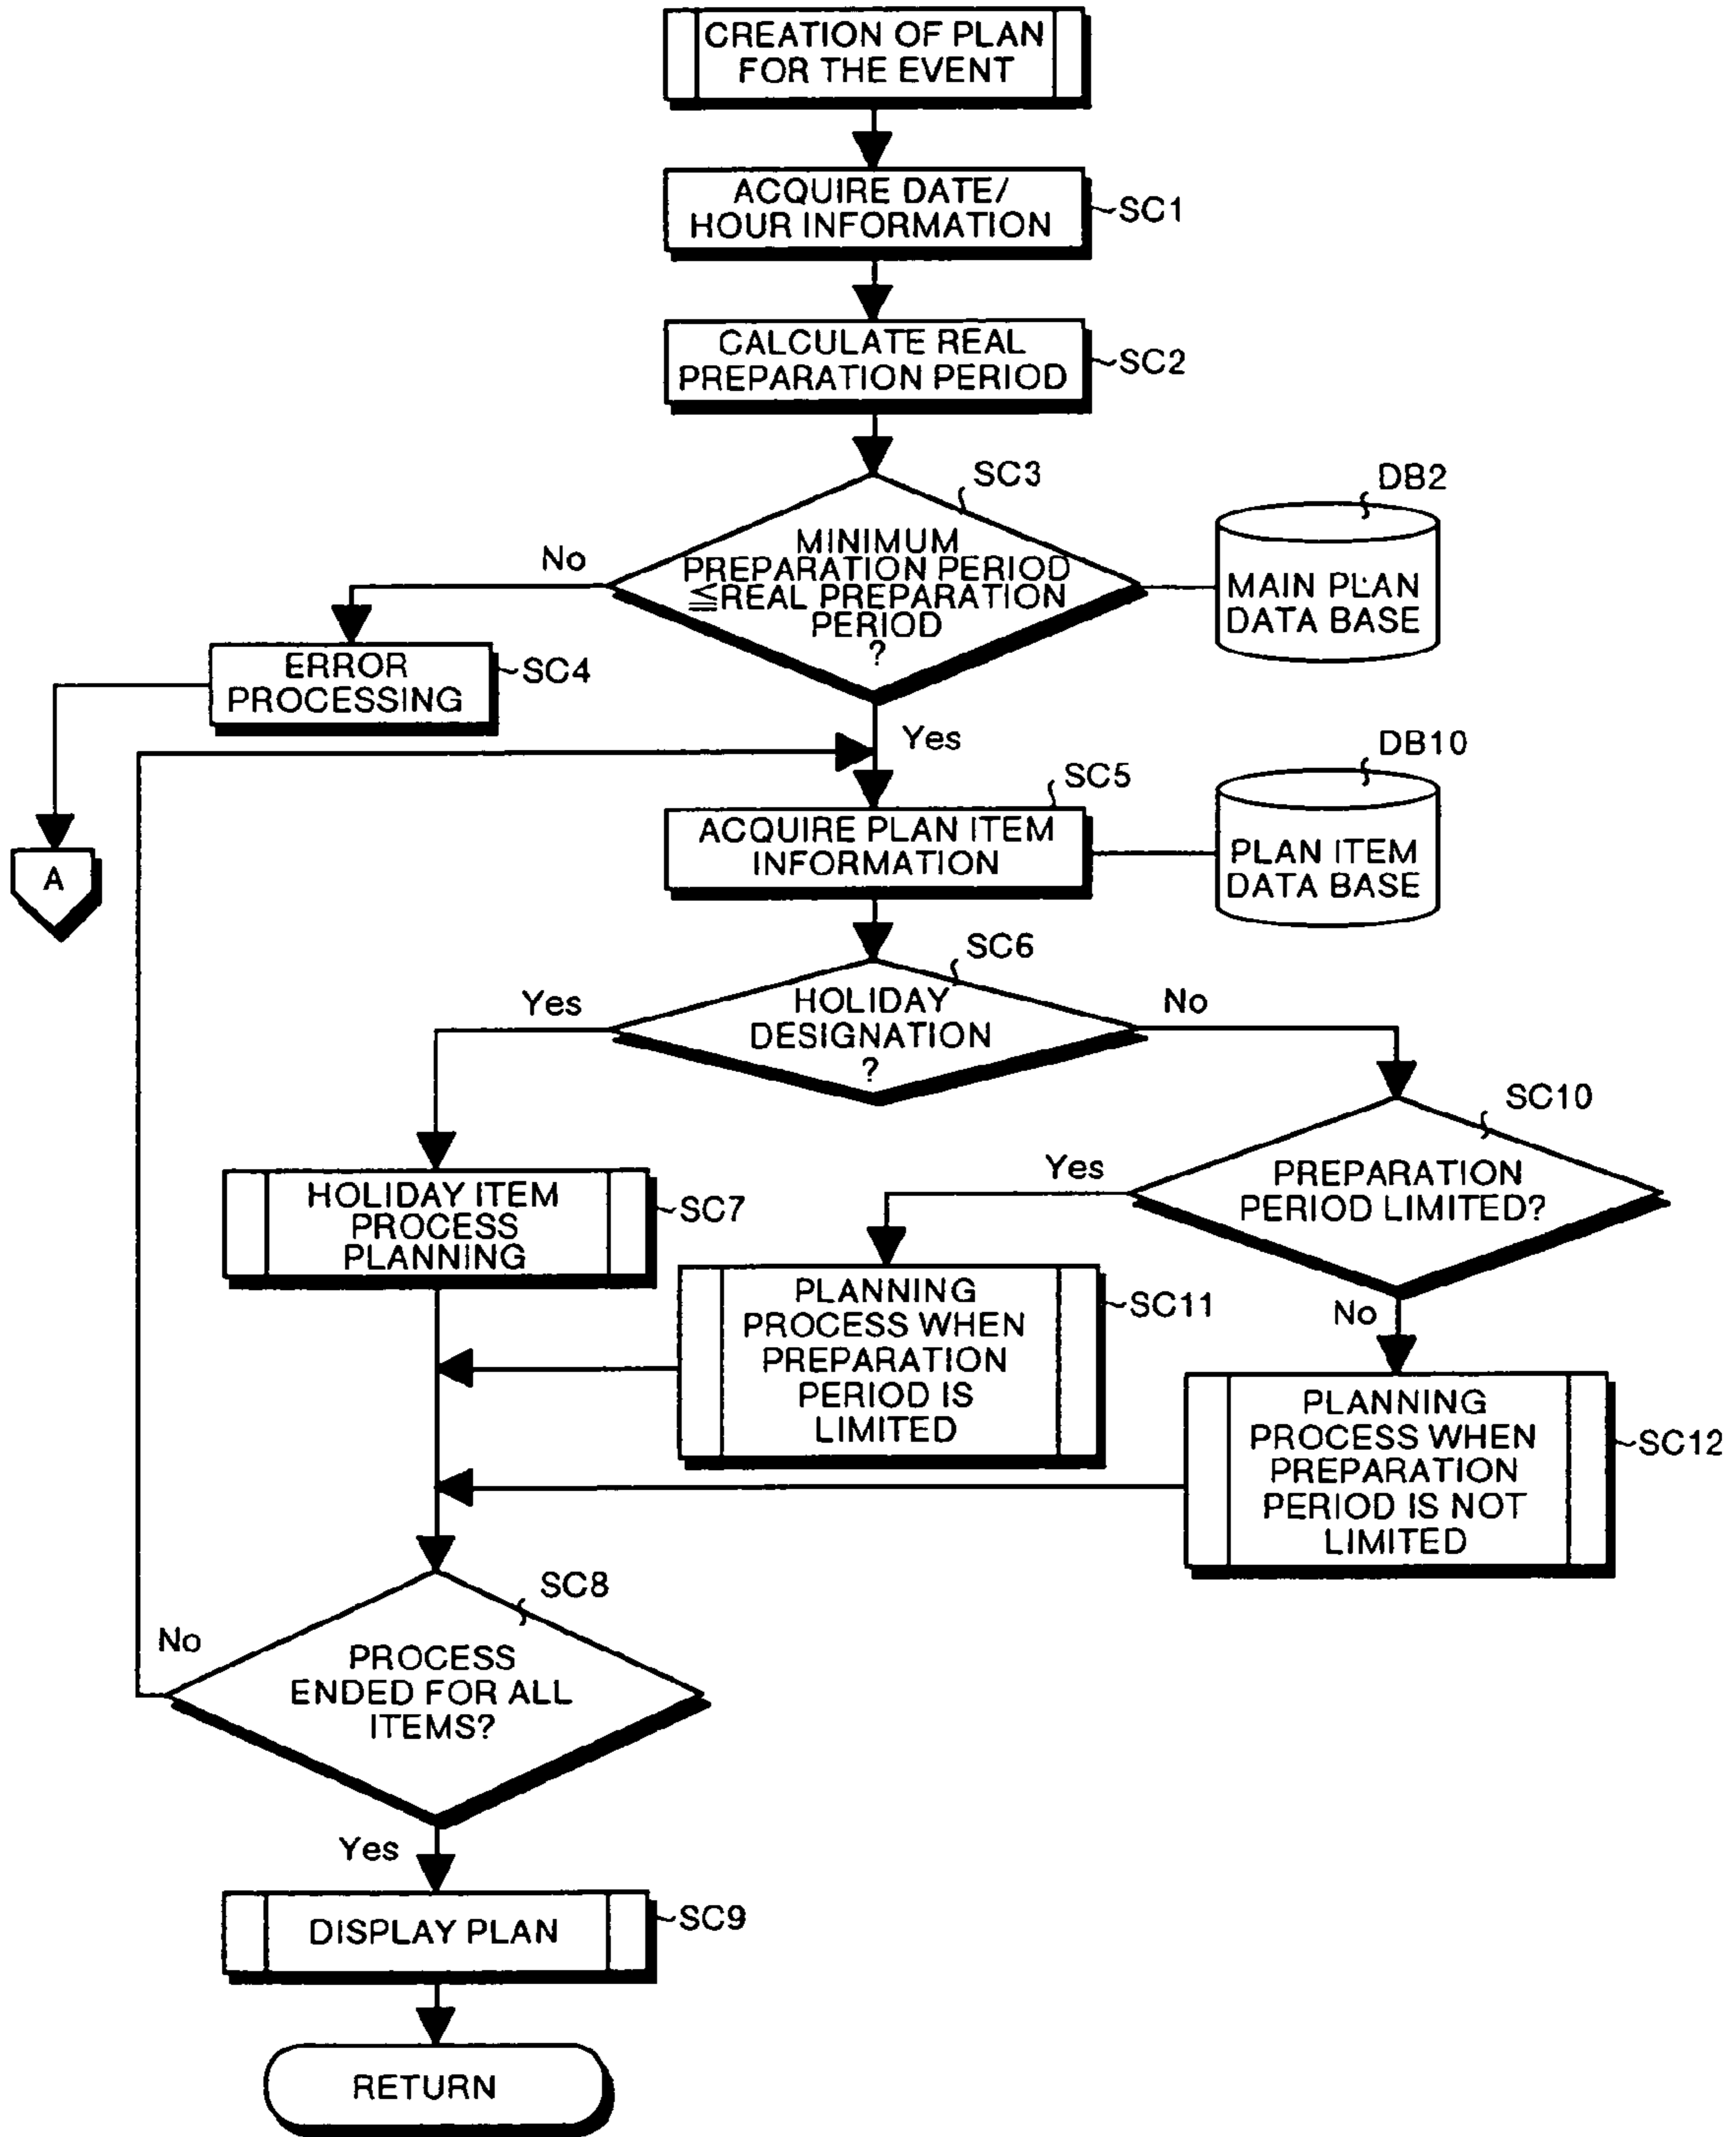 CREATION OF PLAN
FOR THE EVENT
ACQUIRE DATE/
HOUR INFORMATION
SC1
CALCULATE REAL
PREPARATION PERIOD
SC2
SC3
MINIMUM
PREPARATION PERIOD
≦REAL PREPARATION
PERIOD
?
No
Yes
DB2
MAIN PLAN
DATA BASE
ERROR
PROCESSING
SC4
A
SC5
ACQUIRE PLAN ITEM
INFORMATION
DB10
PLAN ITEM
DATA BASE
SC6
HOLIDAY
DESIGNATION
?
Yes
No
SC10
PREPARATION
PERIOD LIMITED?
Yes
No
HOLIDAY ITEM
PROCESS
PLANNING
SC7
PLANNING
PROCESS WHEN
PREPARATION
PERIOD IS
LIMITED
SC11
PLANNING
PROCESS WHEN
PREPARATION
PERIOD IS NOT
LIMITED
SC12
SC8
PROCESS
ENDED FOR ALL
ITEMS?
No
Yes
DISPLAY PLAN
SC9
RETURN